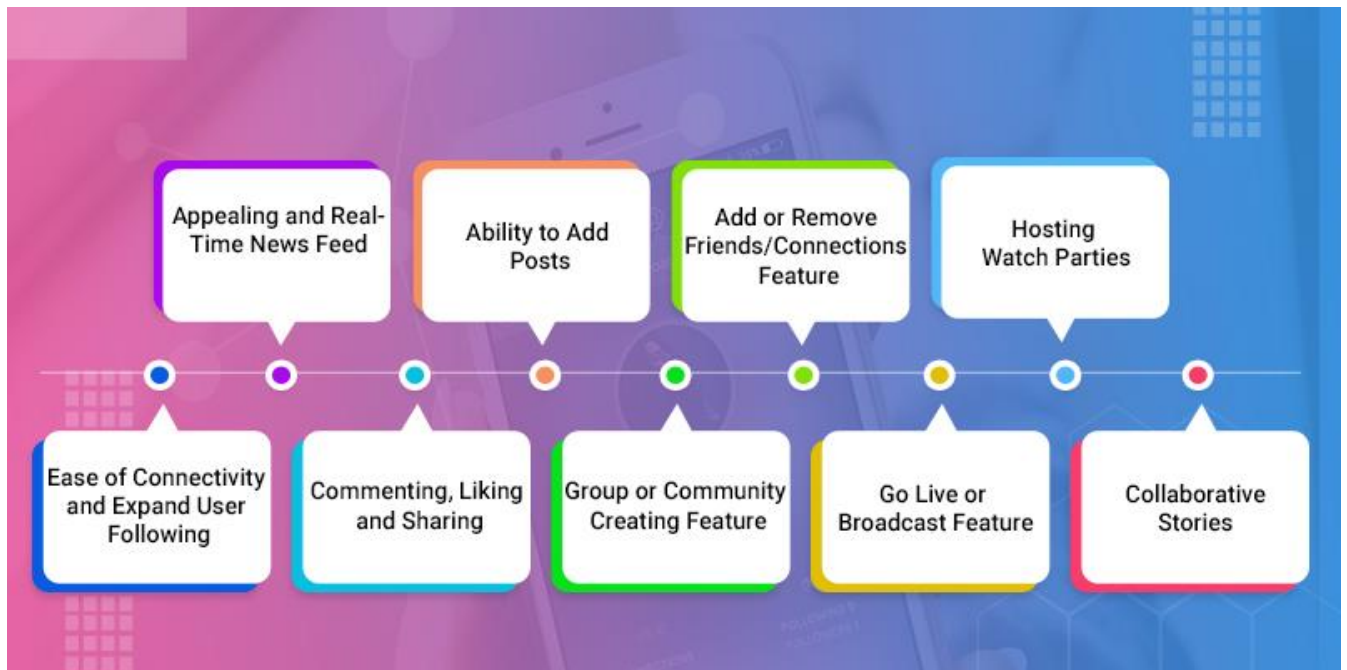 Appealing and Real-
Time News Feed
Ability to Add
Posts
Add or Remove
Friends/Connections
Feature
Hosting
Watch Parties
Ease of Connectivity
and Expand User
Following
Commenting, Liking
and Sharing
Group or Community
Creating Feature
Go Live or
Broadcast Feature
Collaborative
Stories